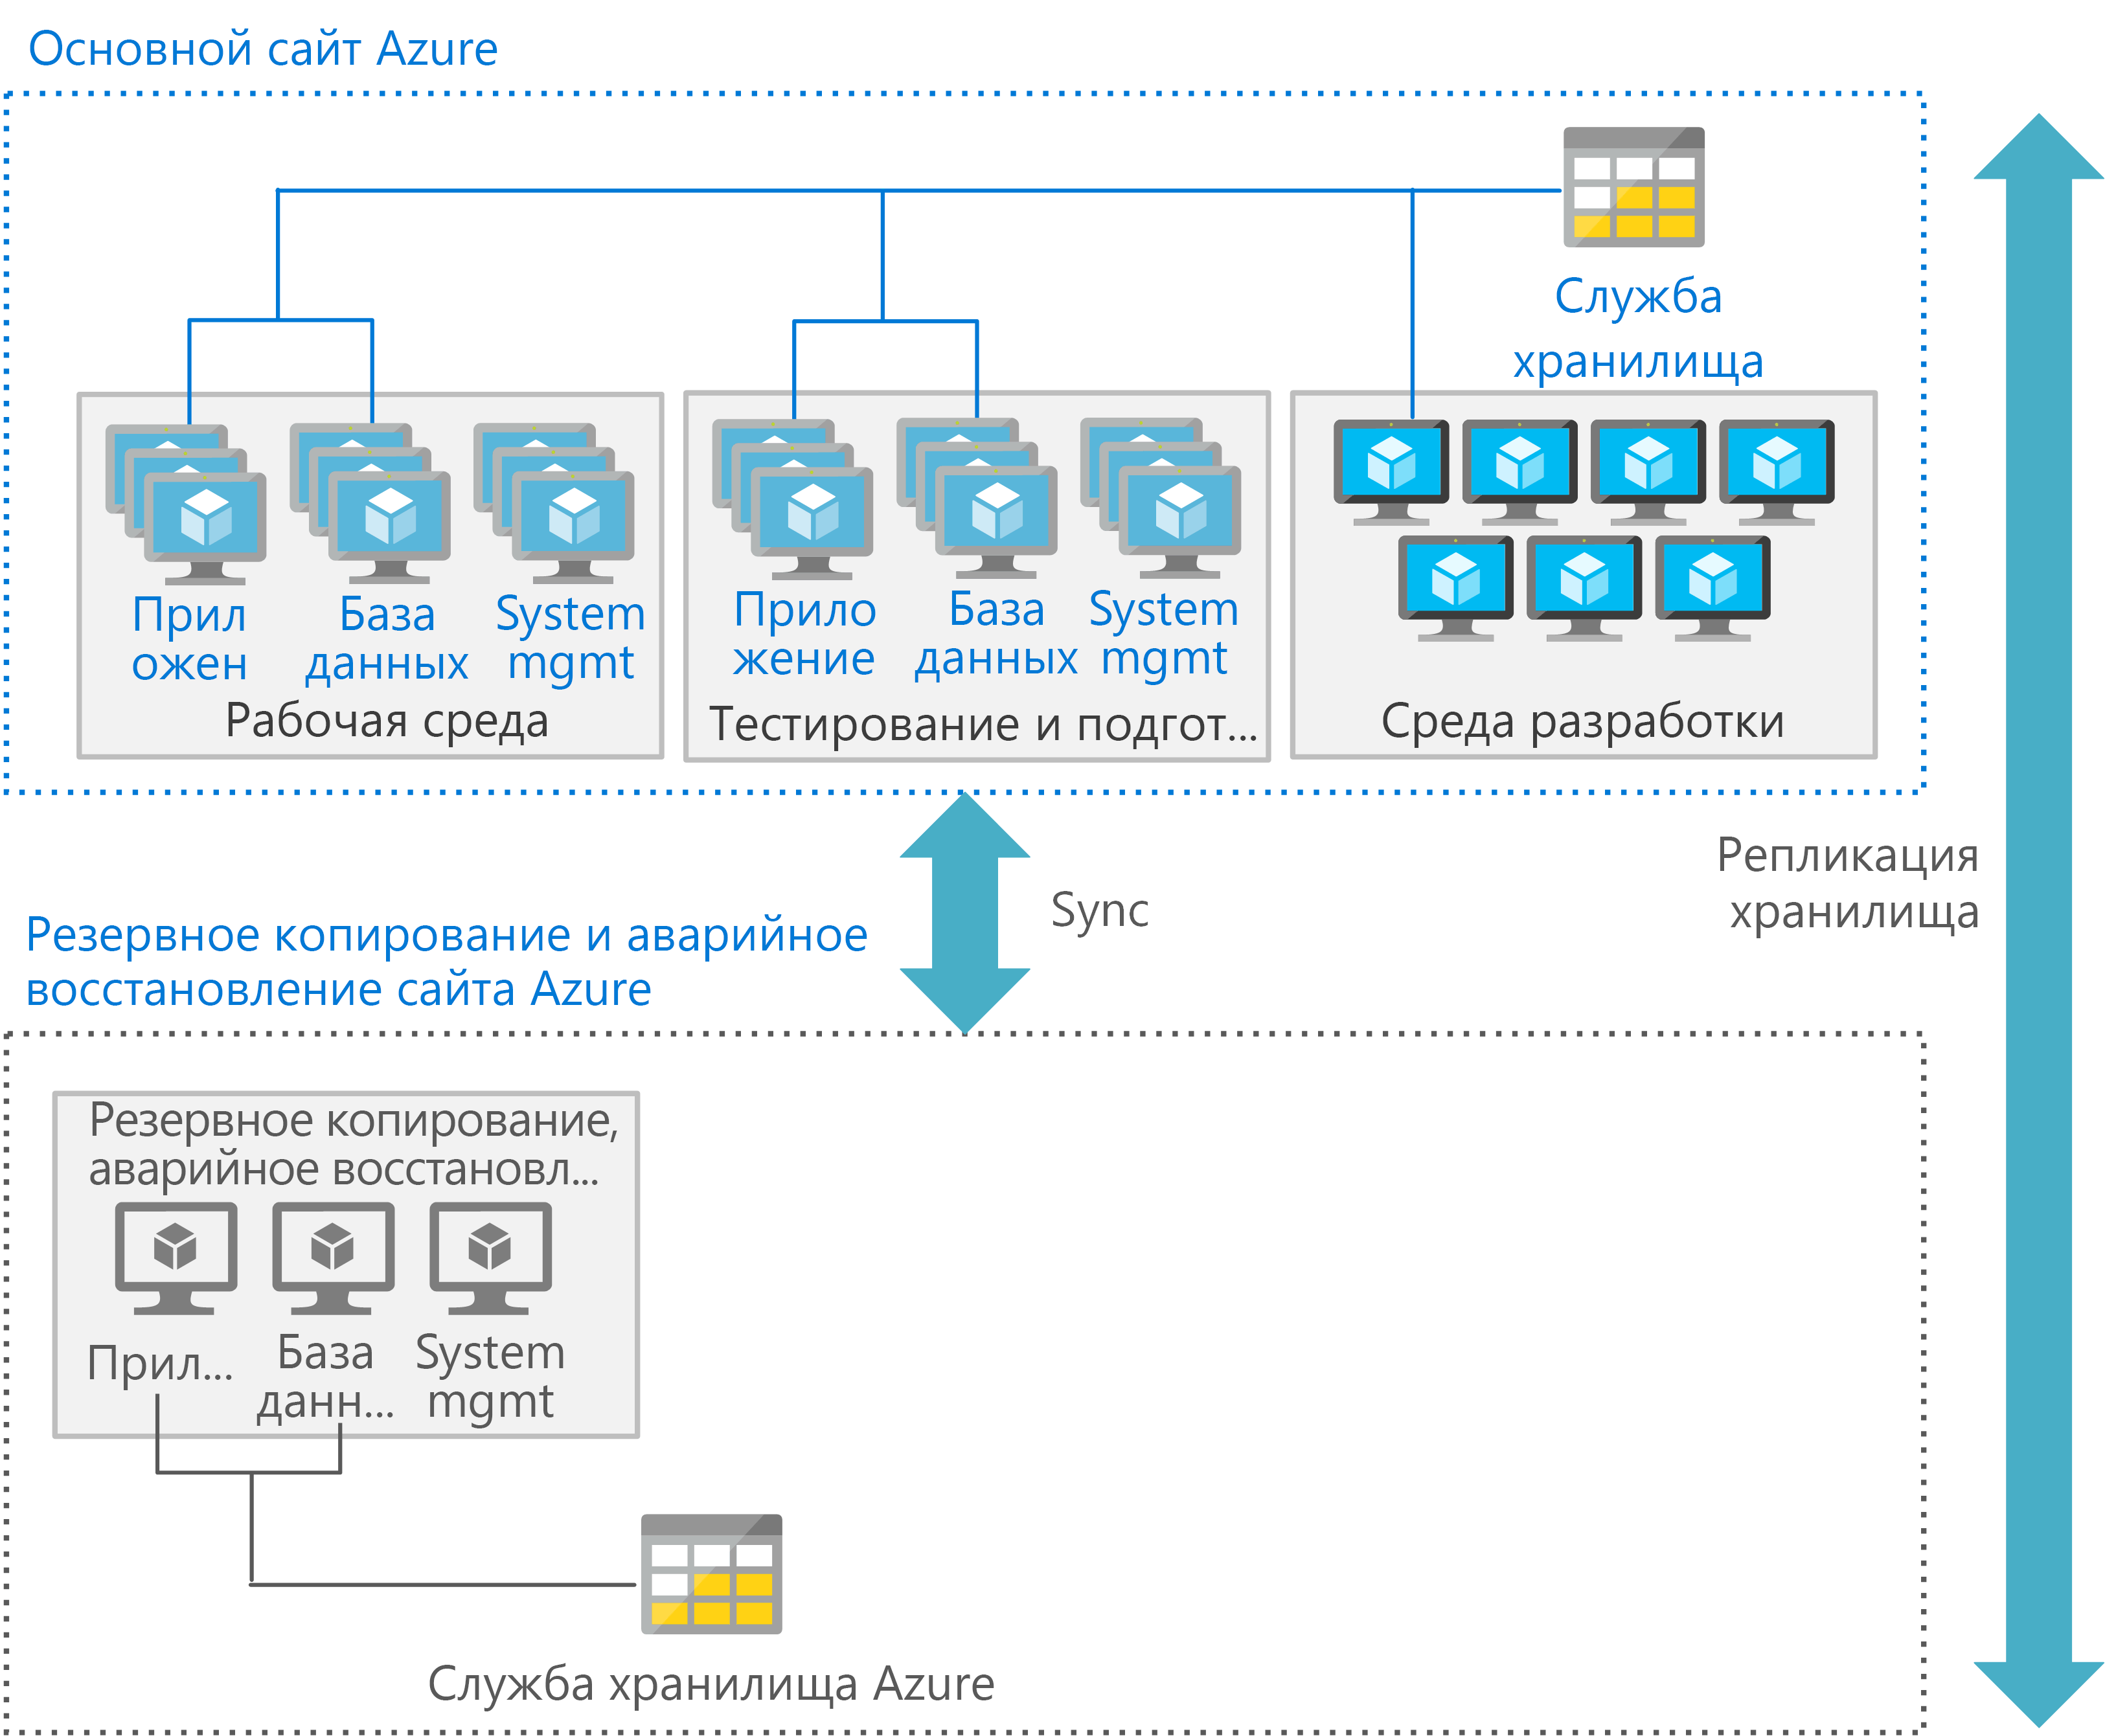 Основной сайт Azure
Служба
хранилища
Прил
ожен
База
данных
System
mgmt
Рабочая среда
Прило
жение
База
данных
System
mgmt
Тестирование и подгот...
Среда разработки
Репликация
хранилища
Sync
Резервное копирование и аварийное
восстановление сайта Azure
Резервное копирование,
аварийное восстановл...
Прил...
База
данн...
System
mgmt
Служба хранилища Azure